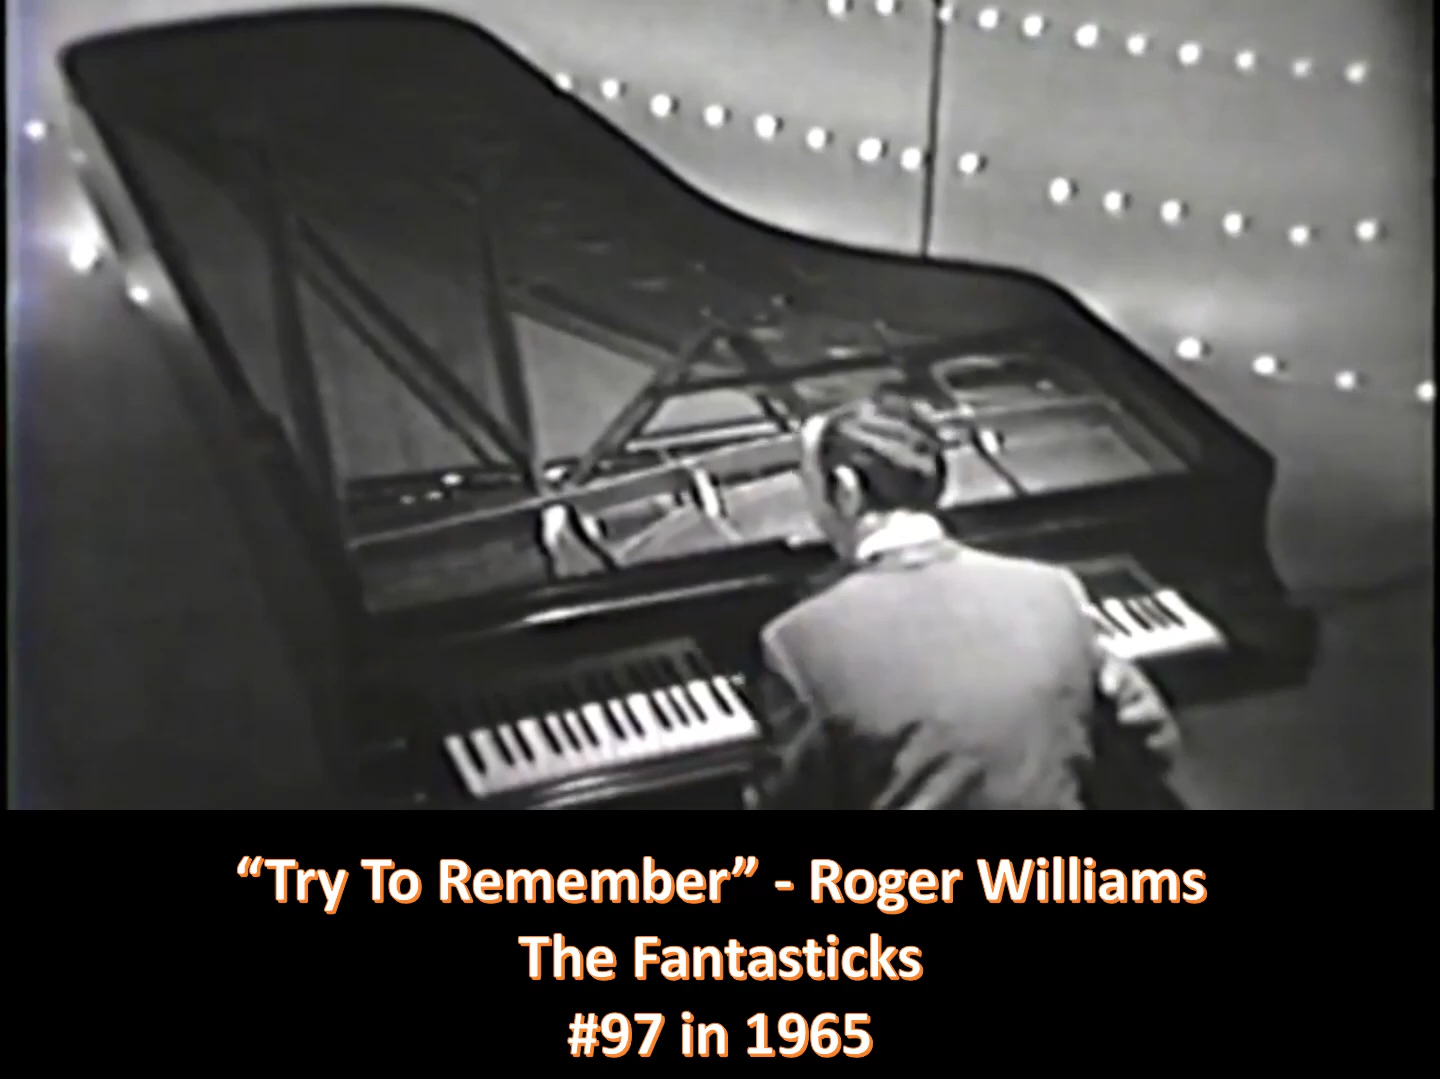 “Try To Remember” - Roger Williams
The Fantasticks
#97 in 1965